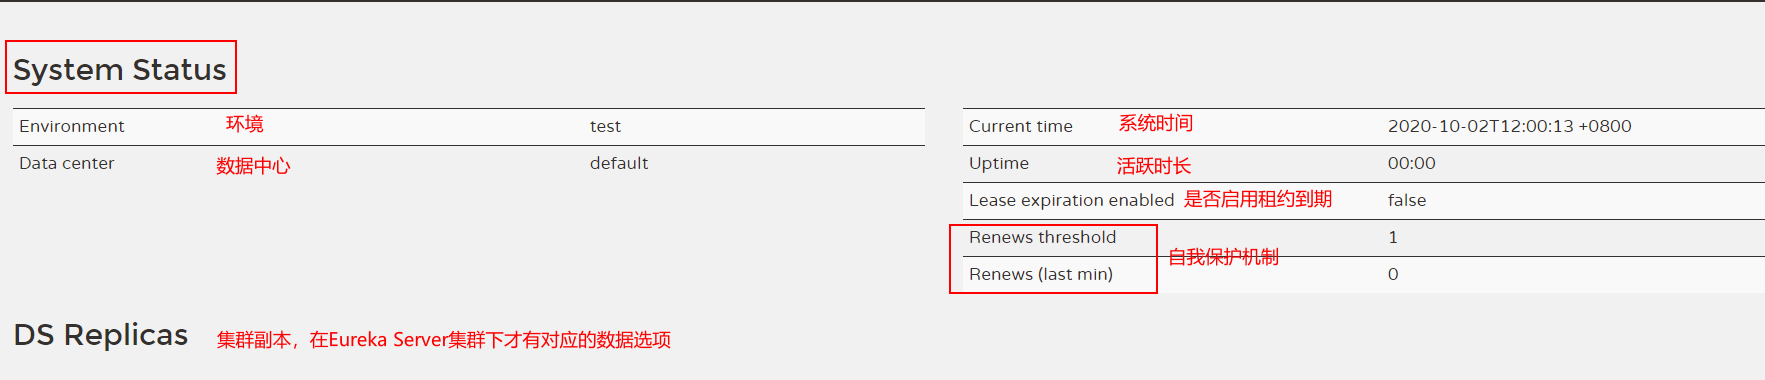 System Status
Environment 环境 test
Data center 数据中心 default
Current time 系统时间 2020-10-02T12:00:13 +0800
Uptime 活跃时长 00:00
Lease expiration enabled 是否启用租约到期 false
Renews threshold 1
自我保护机制
Renews (last min) 0
DS Replicas 集群副本，在Eureka Server集群下才有对应的数据选项